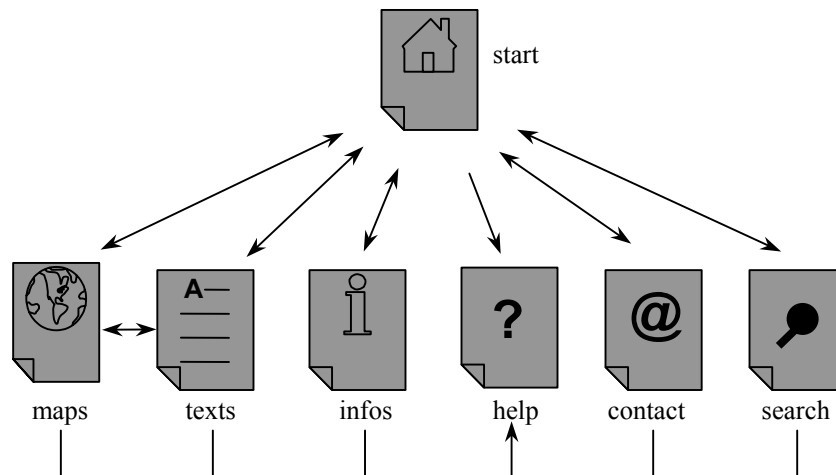 start
A
?
@
maps
texts
infos
help
contact
search